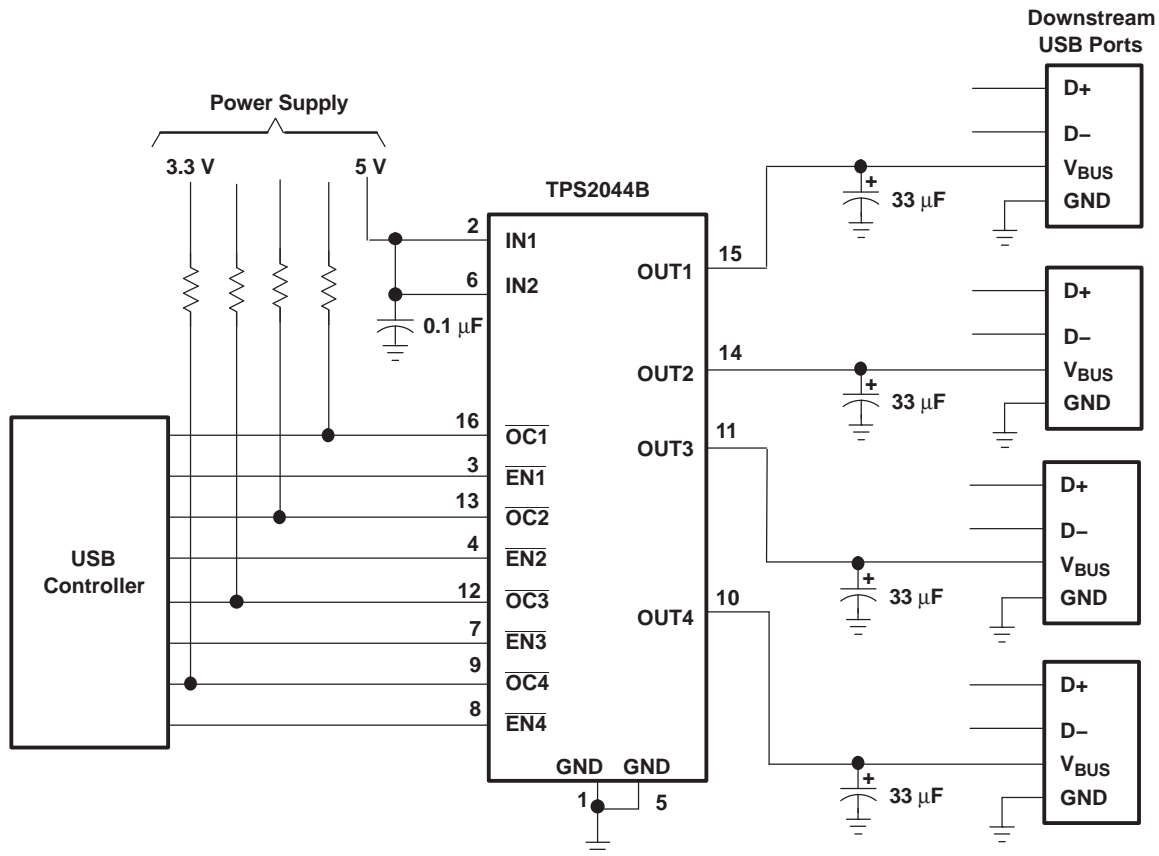 Downstream
USB Ports
Power Supply
3.3 V
5 V
TPS2044B
2
IN1
6
IN2
0.1 μF
16
OC1
3
EN1
13
OC2
4
EN2
12
OC3
7
EN3
9
OC4
8
EN4
USB
Controller
GND GND
1
5
OUT1
15
OUT2
14
OUT3
11
OUT4
10
+
33 μF
D+
D−
VBUS
GND
+
33 μF
D+
D−
VBUS
GND
+
33 μF
D+
D−
VBUS
GND
+
33 μF
D+
D−
VBUS
GND